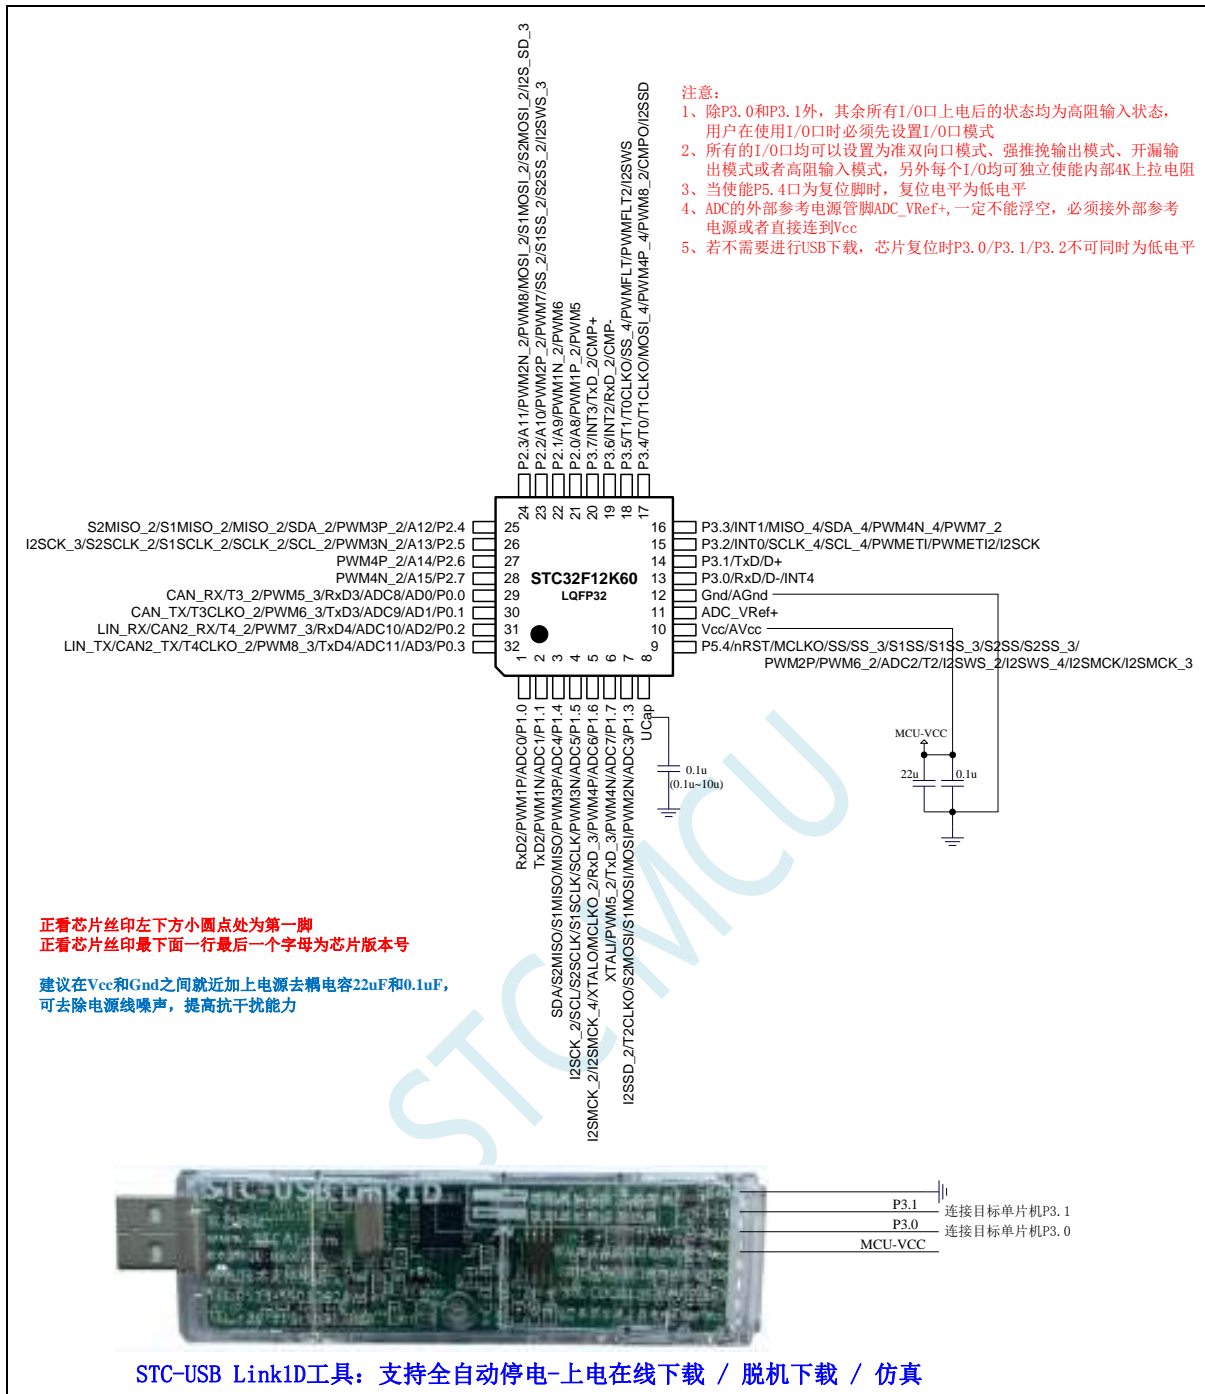 注意：
1、除P3.0和P3.1外，其余所有I/O口上电后的状态均为高阻输入状态，
用户在使用I/O口时必须先设置I/O口模式
2、所有的I/O口均可以设置为准双向口模式、强推挽输出模式、开漏输
出模式或者高阻输入模式，另外每个I/O均可独立使能内部4K上拉电阻
3、当使能P5.4口为复位脚时，复位电平为低电平
4、ADC的外部参考电源管脚ADC_VRef+,一定不能浮空，必须接外部参考
电源或者直接连到Vcc
5、若不需要进行USB下载，芯片复位时P3.0/P3.1/P3.2不可同时为低电平
P2.3/A11/PWM2N_2/PWM8/MOSI_2/S1MOSI_2/S2MOSI_2/I2S_SD_3
P2.2/A10/PWM2P_2/PWM7/SS_2/S1SS_2/S2SS_2/I2SWS_3
P2.1/A9/PWM1N_2/PWM6
P2.0/A8/PWM1P_2/PWM5
P3.7/INT3/TxD_2/CMP+
P3.6/INT2/RxD_2/CMP-
P3.5/T1/T0CLKO/SS_4/PWMFLT/PWMFLT2/I2SWS
P3.4/T0/T1CLKO/MOSI_4/PWM4P_4/PWM8_2/CMPO/I2SSD
24 23 22 21 20 19 18 17
S2MISO_2/S1MISO_2/MISO_2/SDA_2/PWM3P_2/A12/P2.4 25
I2SCK_3/S2SCLK_2/S1SCLK_2/SCLK_2/SCL_2/PWM3N_2/A13/P2.5 26
PWM4P_2/A14/P2.6 27
PWM4N_2/A15/P2.7 28
CAN_RX/T3_2/PWM5_3/RxD3/ADC8/AD0/P0.0 29
CAN_TX/T3CLKO_2/PWM6_3/TxD3/ADC9/AD1/P0.1 30
LIN_RX/CAN2_RX/T4_2/PWM7_3/RxD4/ADC10/AD2/P0.2 31
LIN_TX/CAN2_TX/T4CLKO_2/PWM8_3/TxD4/ADC11/AD3/P0.3 32
STC32F12K60
LQFP32
16 P3.3/INT1/MISO_4/SDA_4/PWM4N_4/PWM7_2
15 P3.2/INT0/SCLK_4/SCL_4/PWMETI/PWMETI2/I2SCK
14 P3.1/TxD/D+
13 P3.0/RxD/D-/INT4
12 Gnd/AGnd
11 ADC_VRef+
10 Vcc/AVcc
9 P5.4/nRST/MCLKO/SS/SS_3/S1SS/S1SS_3/S2SS/S2SS_3/
PWM2P/PWM6_2/ADC2/T2/I2SWS_2/I2SWS_4/I2SMCK/I2SMCK_3
1 2 3 4 5 6 7 8
RxD2/PWM1P/ADC0/P1.0
TxD2/PWM1N/ADC1/P1.1
SDA/S2MISO/S1MISO/MISO/PWM3P/ADC4/P1.4
I2SCK_2/SCL/S2SCLK/S1SCLK/SCLK/PWM3N/ADC5/P1.5
I2SMCK_2/I2SMCK_4/XTALO/MCLKO_2/RxD_3/PWM4P/ADC6/P1.6
XTALI/PWM5_2/TxD_3/PWM4N/ADC7/P1.7
I2SSD_2/T2CLKO/S2MOSI/S1MOSI/MOSI/PWM2N/ADC3/P1.3
UCap
0.1u
(0.1u~10u)
MCU-VCC
22u 0.1u
STCMCU
正看芯片丝印左下方小圆点处为第一脚
正看芯片丝印最下面一行最后一个字母为芯片版本号
建议在Vcc和Gnd之间就近加上电源去耦电容22uF和0.1uF，
可去除电源线噪声，提高抗干扰能力
STC-USB Link1D
P3.1 连接目标单片机P3.1
P3.0 连接目标单片机P3.0
MCU-VCC
STC-USB Link1D工具：支持全自动停电-上电在线下载 / 脱机下载 / 仿真